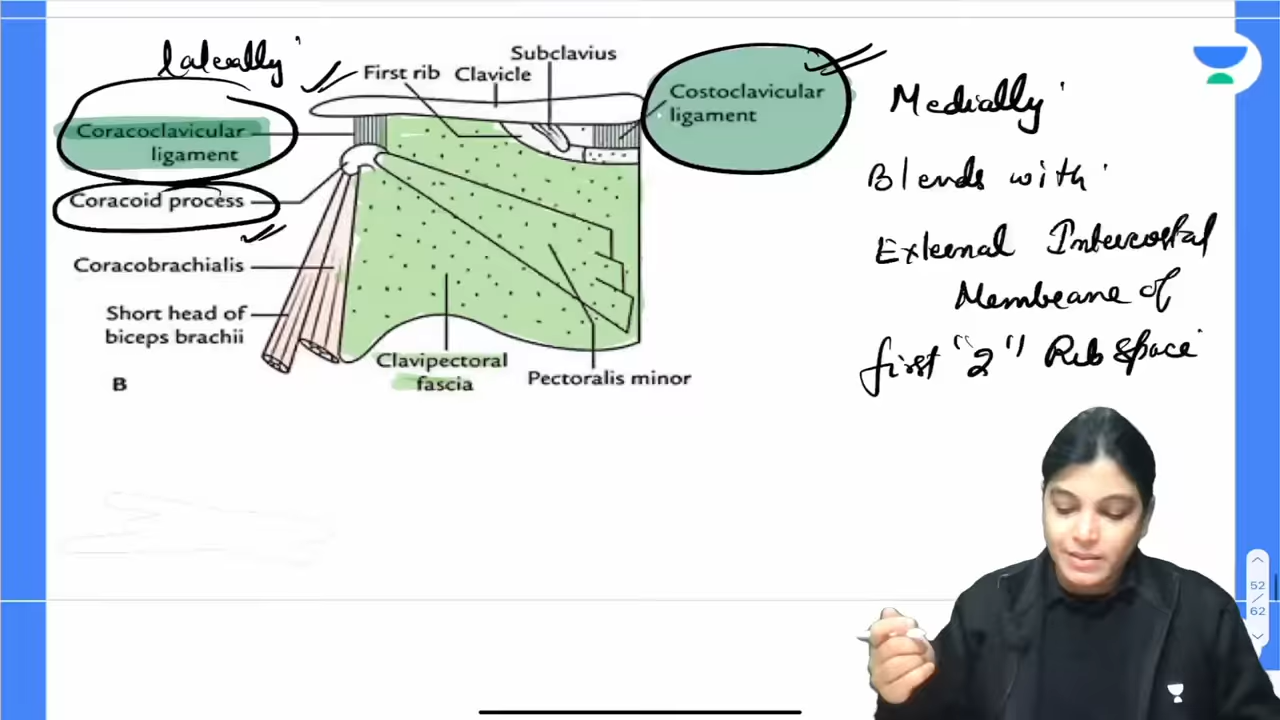 laterally
Subclavius
First rib
Clavicle
Costoclavicular
ligament
Medially
Coracoclavicular
ligament
Blends with
Coracoid process
External Intercostal
Membrane of
Coracobrachialis
Short head of
biceps brachii
first "2" Rib space
Clavipectoral
fascia
Pectoralis minor
B
52
/
62